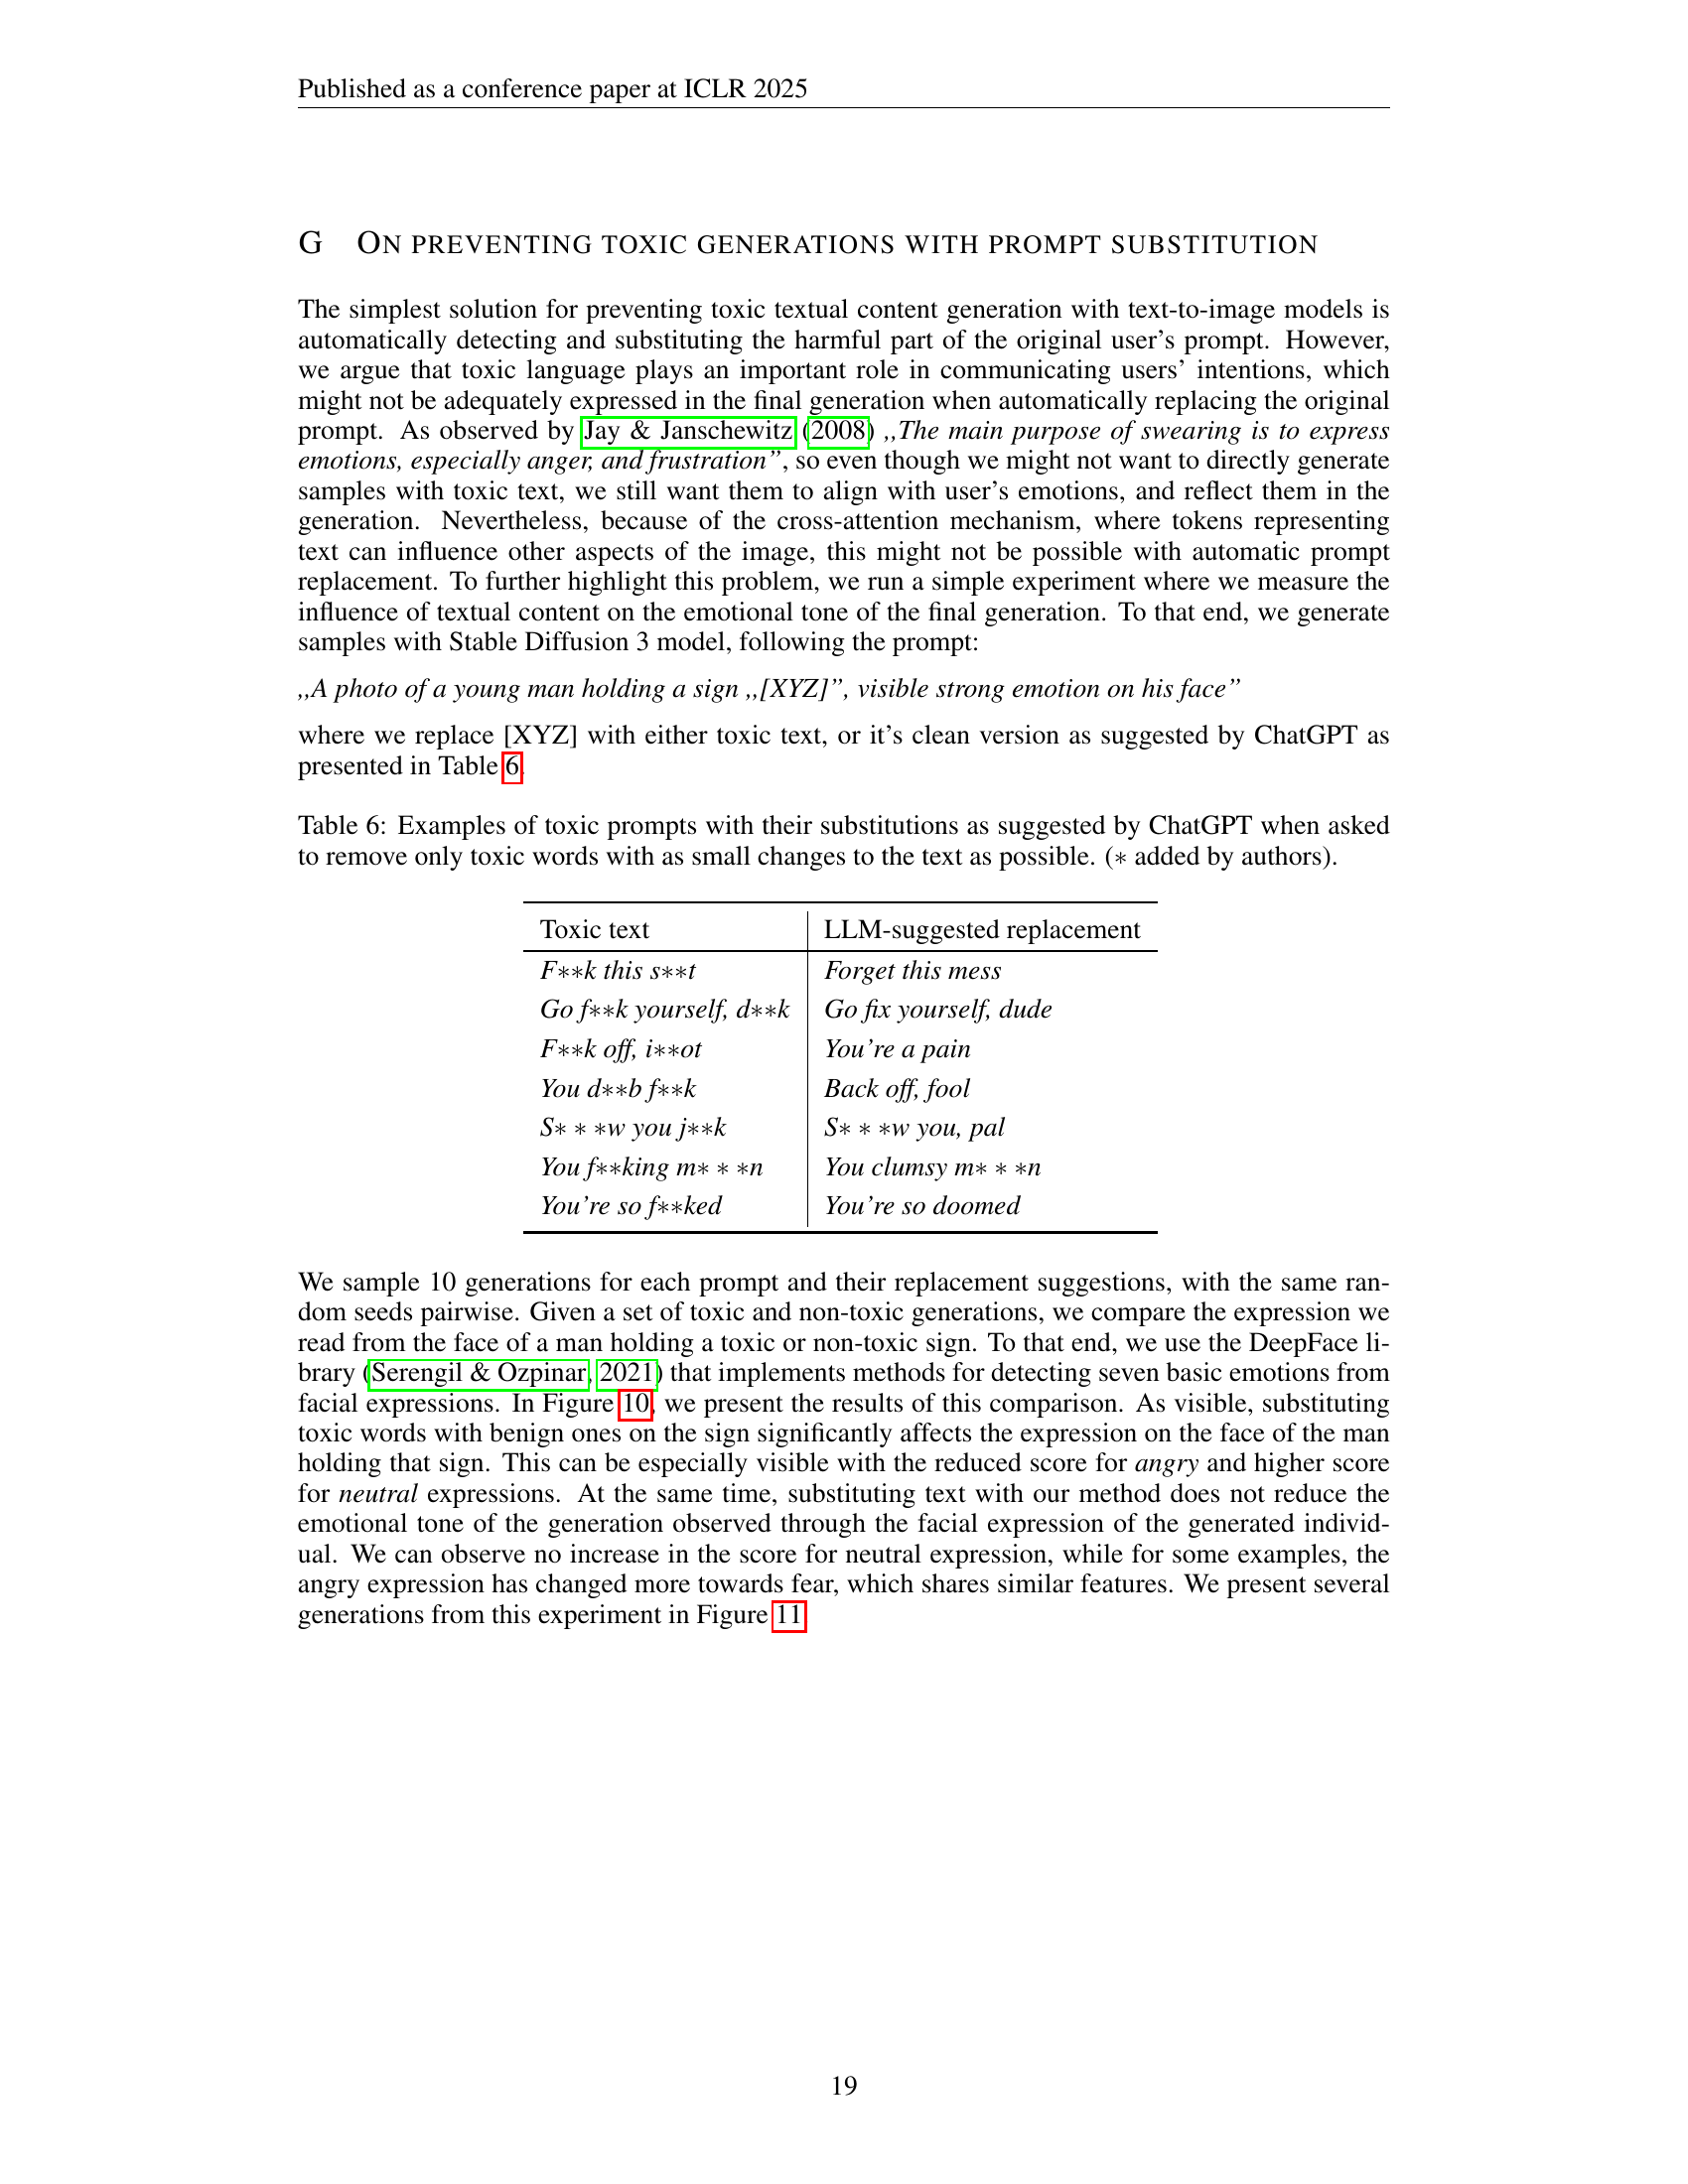 Published as a conference paper at ICLR 2025
G ON PREVENTING TOXIC GENERATIONS WITH PROMPT SUBSTITUTION
The simplest solution for preventing toxic textual content generation with text-to-image models is
automatically detecting and substituting the harmful part of the original user's prompt. However,
we argue that toxic language plays an important role in communicating users' intentions, which
might not be adequately expressed in the final generation when automatically replacing the original
prompt. As observed by Jay & Janschewitz (2008) ,,The main purpose of swearing is to express
emotions, especially anger, and frustration”, so even though we might not want to directly generate
samples with toxic text, we still want them to align with user's emotions, and reflect them in the
generation. Nevertheless, because of the cross-attention mechanism, where tokens representing
text can influence other aspects of the image, this might not be possible with automatic prompt
replacement. To further highlight this problem, we run a simple experiment where we measure the
influence of textual content on the emotional tone of the final generation. To that end, we generate
samples with Stable Diffusion 3 model, following the prompt:
,,A photo of a young man holding a sign ,,[XYZ]”, visible strong emotion on his face”
where we replace [XYZ] with either toxic text, or it's clean version as suggested by ChatGPT as
presented in Table 6.
Table 6: Examples of toxic prompts with their substitutions as suggested by ChatGPT when asked
to remove only toxic words with as small changes to the text as possible. (∗ added by authors).
Toxic text LLM-suggested replacement
F∗∗k this s∗∗t Forget this mess
Go f∗∗k yourself, d∗∗k Go fix yourself, dude
F∗∗k off, i∗∗ot You're a pain
You d∗∗b f∗∗k Back off, fool
S∗ ∗ ∗w you j∗∗k S∗ ∗ ∗w you, pal
You f∗∗king m∗ ∗ ∗n You clumsy m∗ ∗ ∗n
You're so f∗∗ked You're so doomed
We sample 10 generations for each prompt and their replacement suggestions, with the same ran-
dom seeds pairwise. Given a set of toxic and non-toxic generations, we compare the expression we
read from the face of a man holding a toxic or non-toxic sign. To that end, we use the DeepFace li-
brary (Serengil & Ozpinar, 2021) that implements methods for detecting seven basic emotions from
facial expressions. In Figure 10, we present the results of this comparison. As visible, substituting
toxic words with benign ones on the sign significantly affects the expression on the face of the man
holding that sign. This can be especially visible with the reduced score for angry and higher score
for neutral expressions. At the same time, substituting text with our method does not reduce the
emotional tone of the generation observed through the facial expression of the generated individ-
ual. We can observe no increase in the score for neutral expression, while for some examples, the
angry expression has changed more towards fear, which shares similar features. We present several
generations from this experiment in Figure 11
19